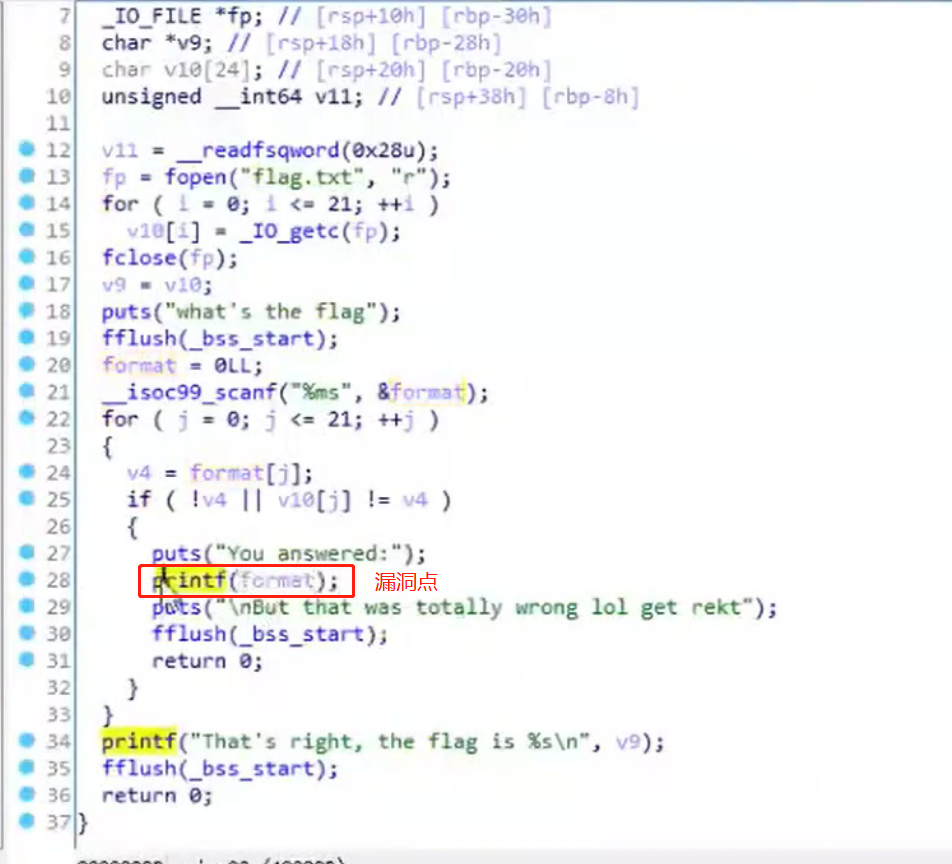 7 _IO_FILE *fp; // [rsp+10h] [rbp-30h]
8 char *v9; // [rsp+18h] [rbp-28h]
9 char v10[24]; // [rsp+20h] [rbp-20h]
10 unsigned __int64 v11; // [rsp+38h] [rbp-8h]
11
12 v11 = __readfsqword(0x28u);
13 fp = fopen("flag.txt", "r");
14 for ( i = 0; i <= 21; ++i )
15 v10[i] = _IO_getc(fp);
16 fclose(fp);
17 v9 = v10;
18 puts("what's the flag");
19 fflush(_bss_start);
20 format = 0LL;
21 __isoc99_scanf("%ms", &format);
22 for ( j = 0; j <= 21; ++j )
23 {
24 v4 = format[j];
25 if ( !v4 || v10[j] != v4 )
26 {
27 puts("You answered:");
28 printf(format); 漏洞点
29 puts("\nBut that was totally wrong lol get rekt");
30 fflush(_bss_start);
31 return 0;
32 }
33 }
34 printf("That's right, the flag is %s\n", v9);
35 fflush(_bss_start);
36 return 0;
37 }